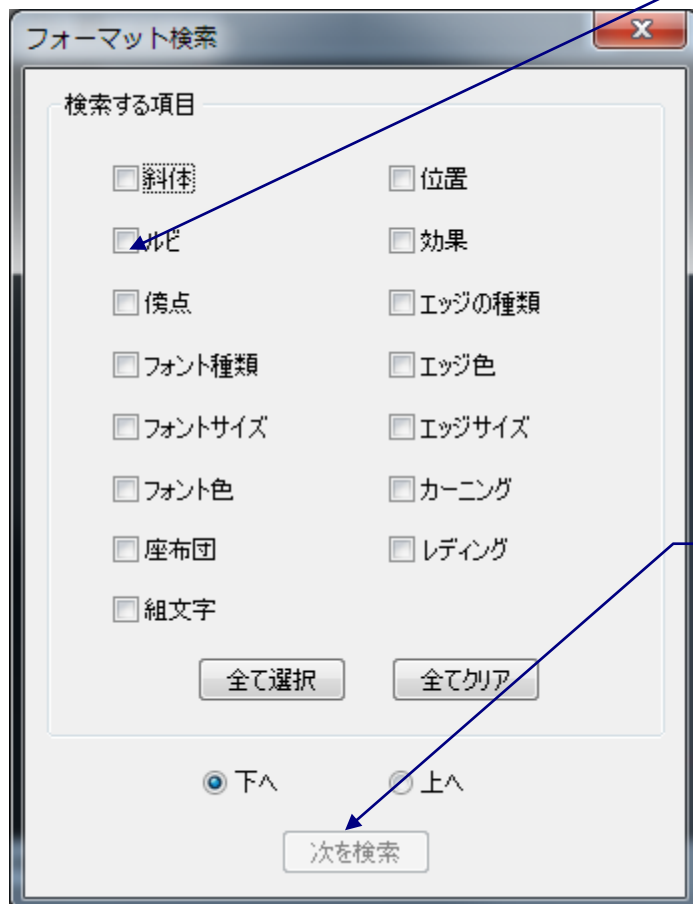 フォーマット検索
検索する項目
斜体
位置
ルビ
効果
傍点
エッジの種類
フォント種類
エッジ色
フォントサイズ
エッジサイズ
フォント色
カーニング
座布団
レディング
組文字
全て選択
全てクリア
下へ
上へ
次を検索